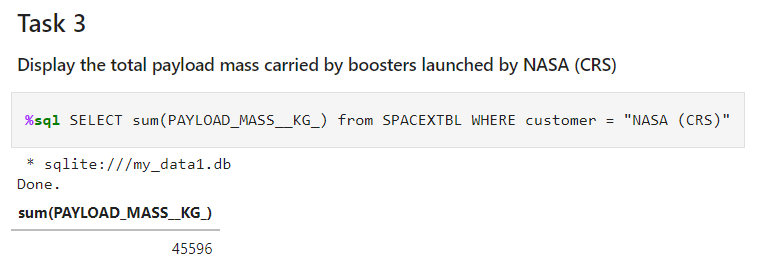 Task 3
Display the total payload mass carried by boosters launched by NASA (CRS)
%sql SELECT sum(PAYLOAD_MASS__KG_) from SPACEXTBL WHERE customer = "NASA (CRS)"
* sqlite:///my_data1.db
Done.
sum(PAYLOAD_MASS__KG_)
45596